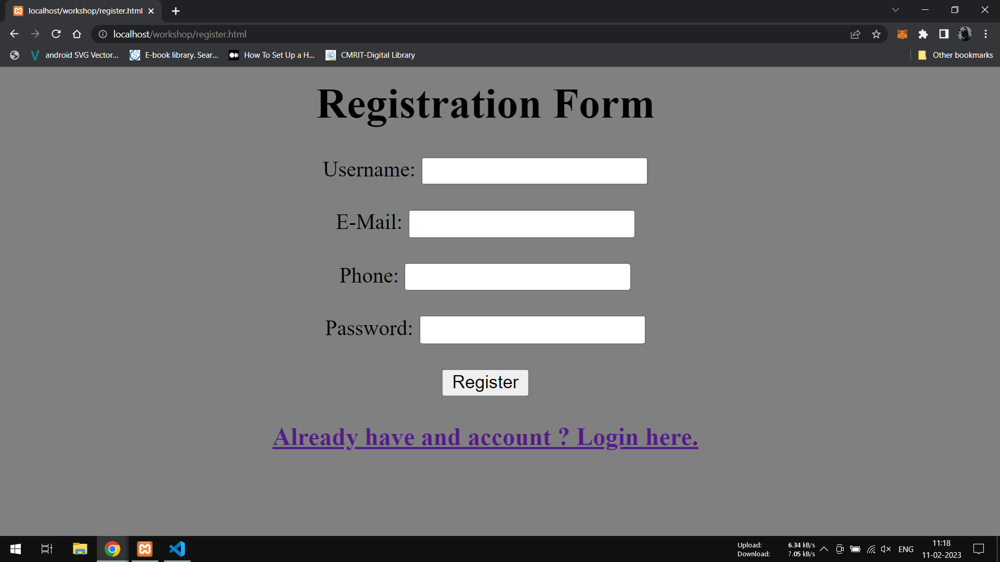 localhost/workshop/register.html
localhost/workshop/register.html
android SVG Vector... E-book library. Sear... How To Set Up a H... CMRIT-Digital Library Other bookmarks
Registration Form
Username:
E-Mail:
Phone:
Password:
Register
Already have and account ? Login here.
Upload: 6.34 kB/s
Download: 7.05 kB/s
ENG
11:18
11-02-2023